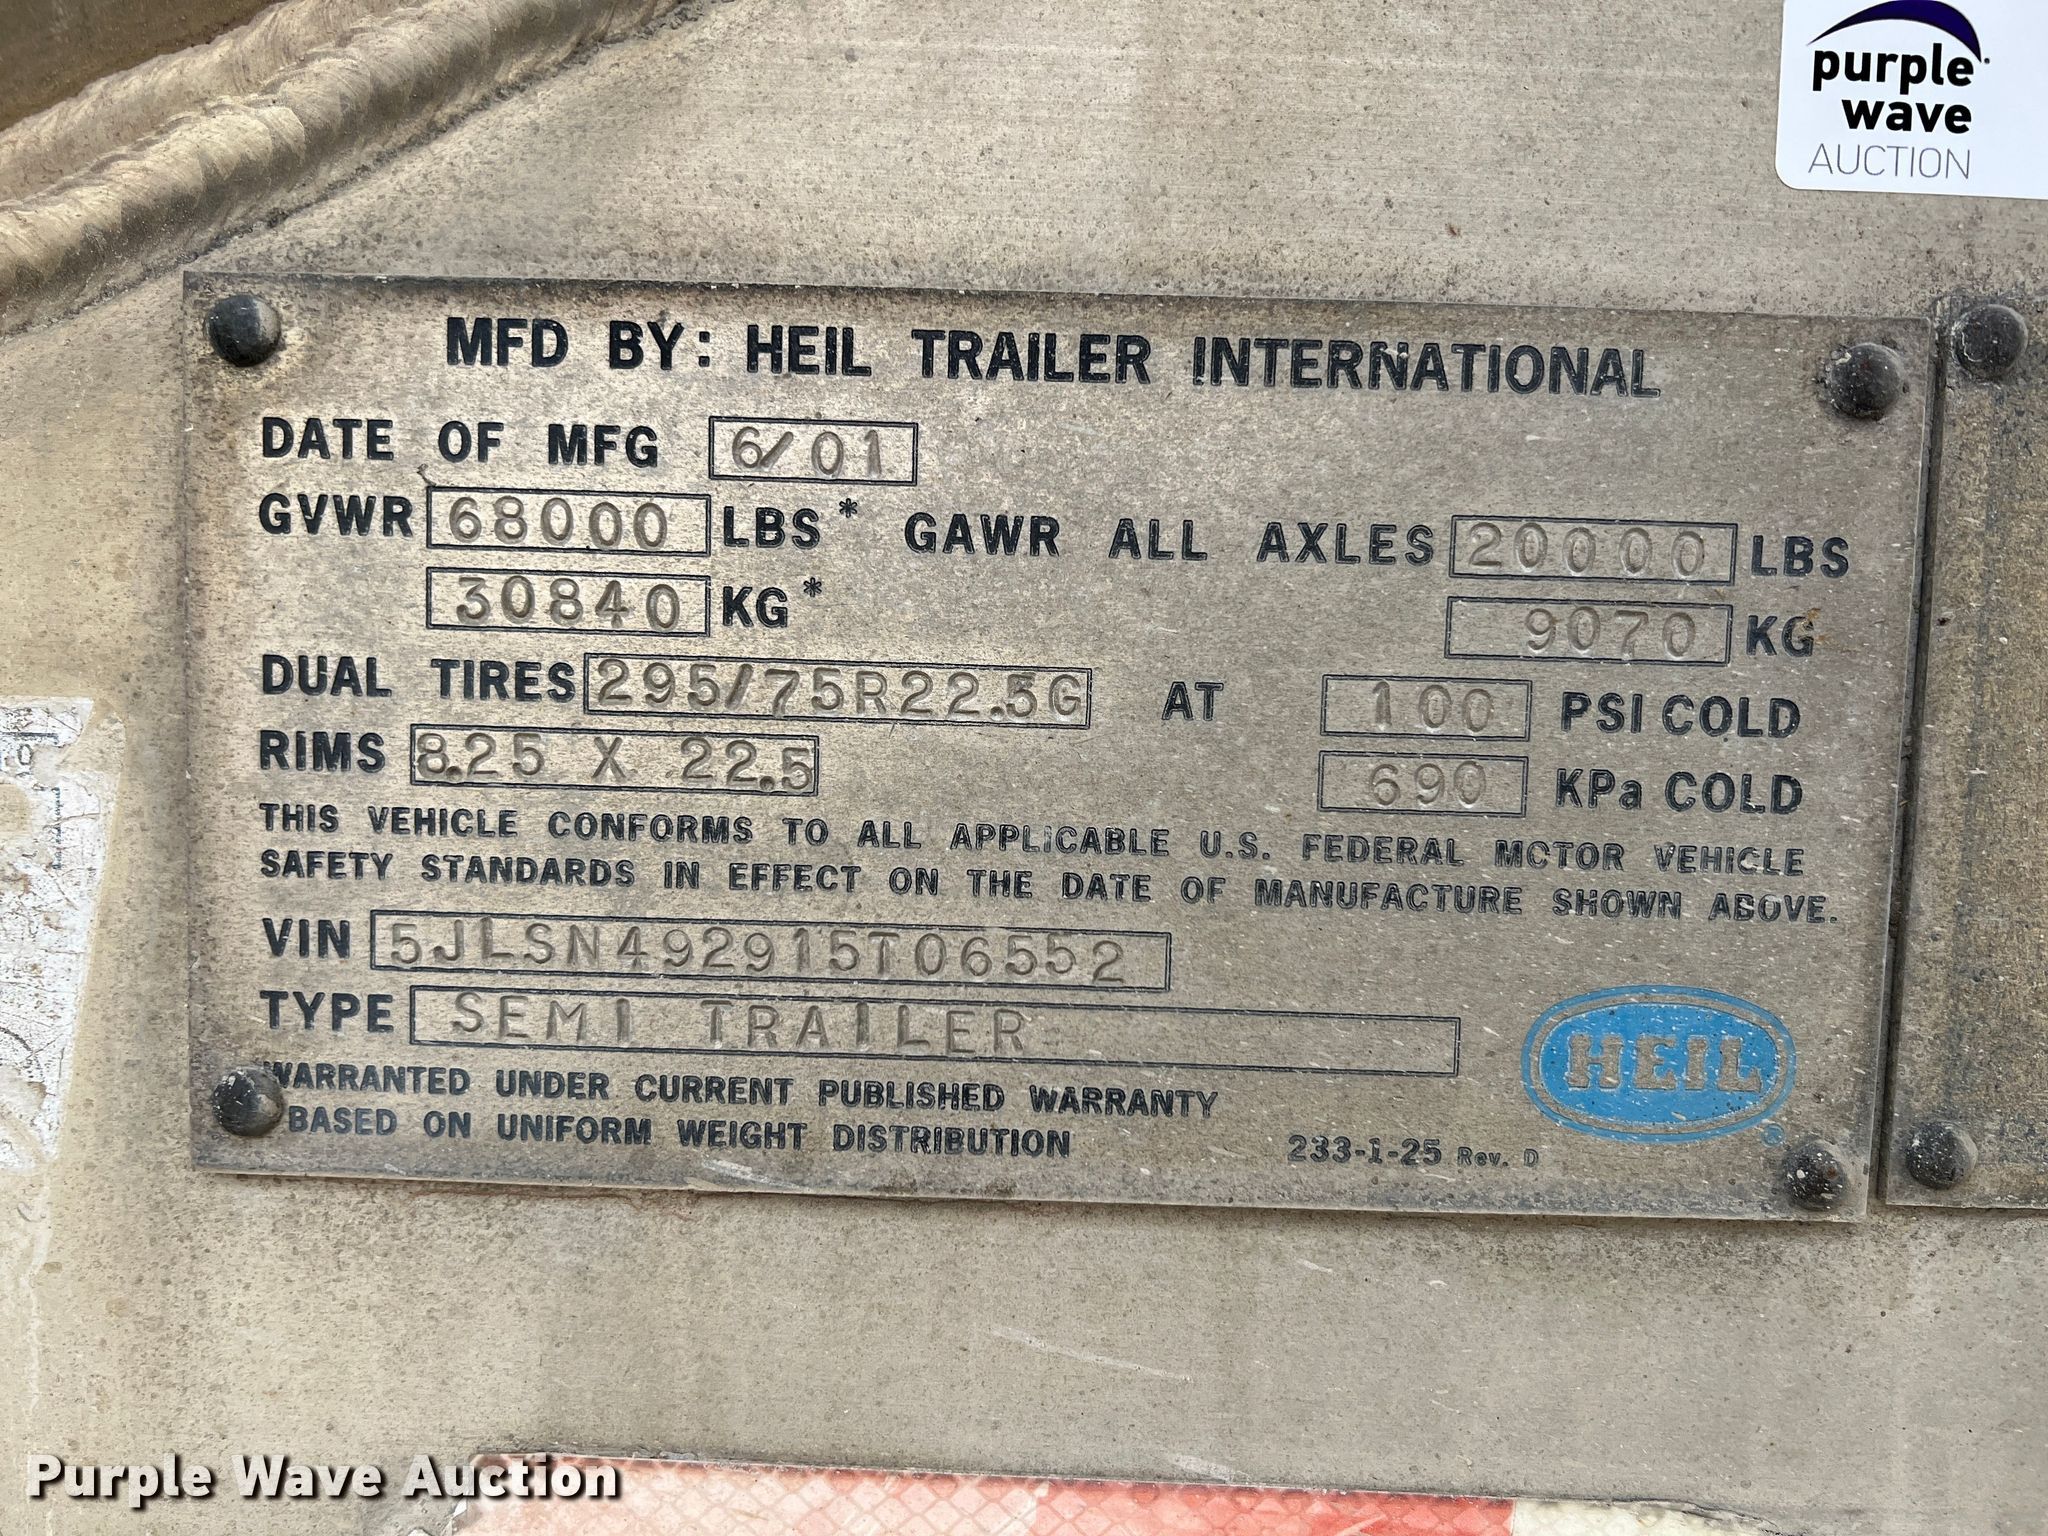 purple
wave
AUCTION
MFD BY: HEIL TRAILER INTERNATIONAL
DATE OF MFG 6/01
GVWR 68000 LBS* GAWR ALL AXLES 20000 LBS
30840 KG* 9070 KG
DUAL TIRES 295/75R22.5G AT 100 PSI COLD
RIMS 8.25 X 22.5 690 KPa COLD
THIS VEHICLE CONFORMS TO ALL APPLICABLE U.S. FEDERAL MOTOR VEHICLE
SAFETY STANDARDS IN EFFECT ON THE DATE OF MANUFACTURE SHOWN ABOVE.
VIN 5JLSN492915T06552
TYPE SEMI TRAILER
HEIL®
WARRANTED UNDER CURRENT PUBLISHED WARRANTY
BASED ON UNIFORM WEIGHT DISTRIBUTION 233-1-25 Rev. D
Purple Wave Auction